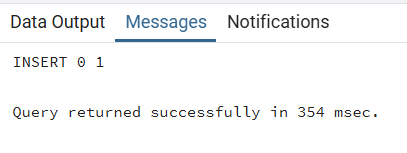 Data Output Messages Notifications
INSERT 0 1
Query returned successfully in 354 msec.